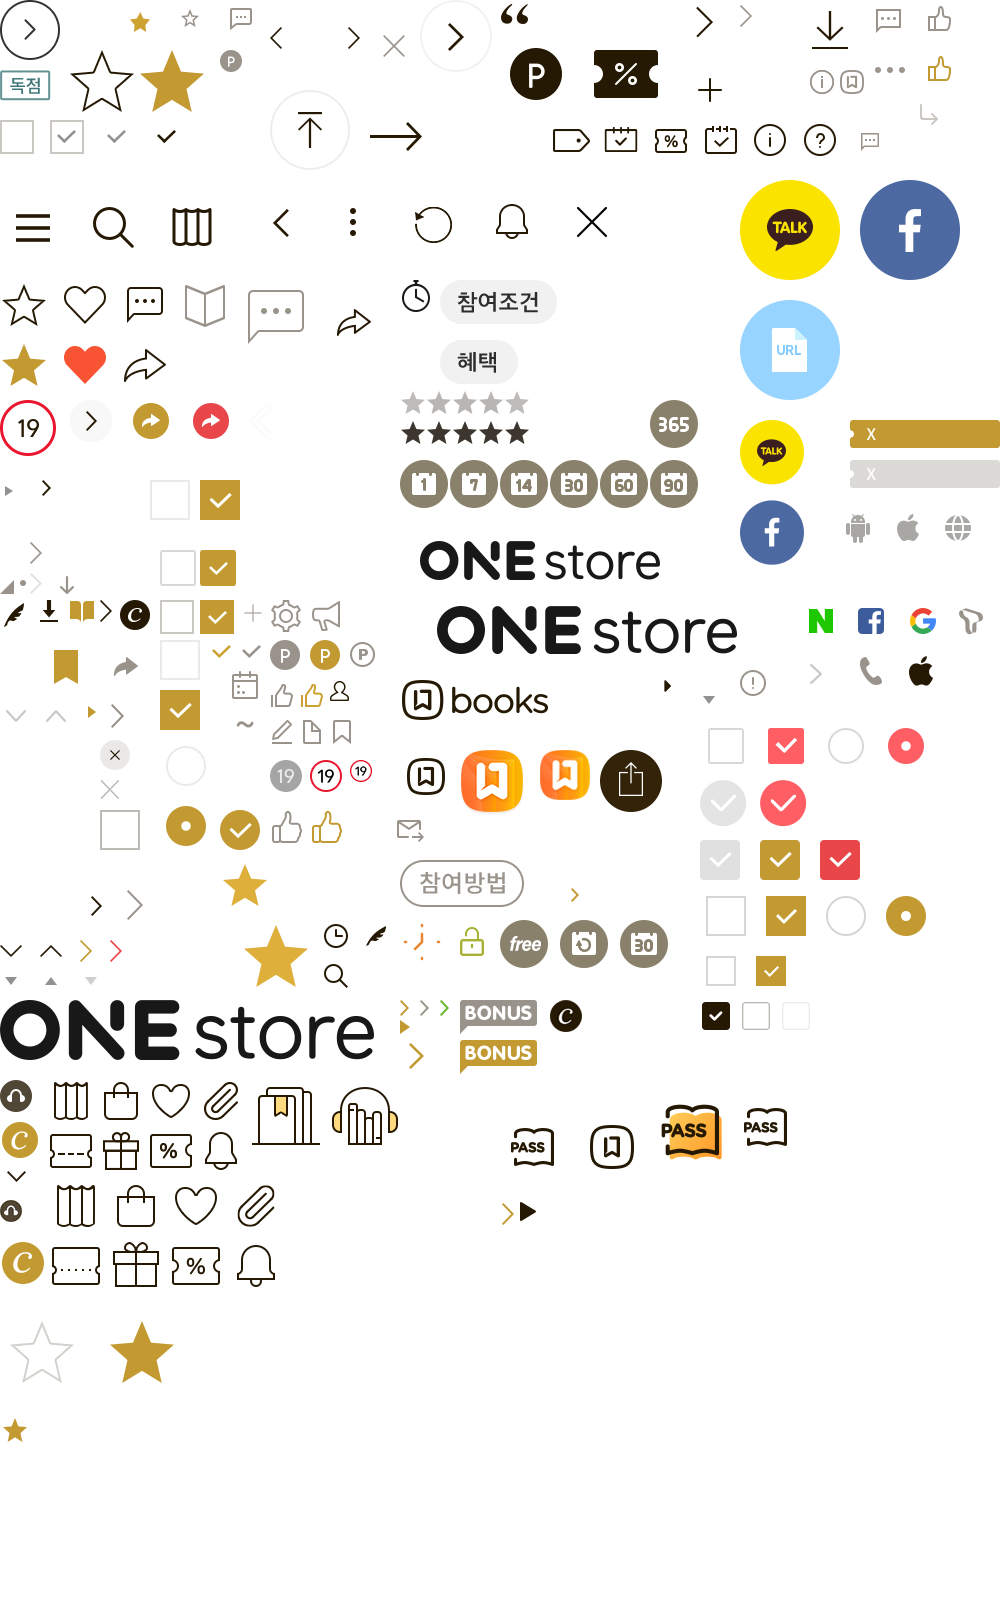 P
독점
P
%
%
?
TALK
f
참여조건
URL
혜택
19
365
TALK
X
1 7 14 30 60 90
X
f
ONE store
C
ONE store
N f G
P P P
books
19 19 19
참여방법
free 30
ONE store
BONUS C
BONUS
C
%
PASS PASS PASS
C
%